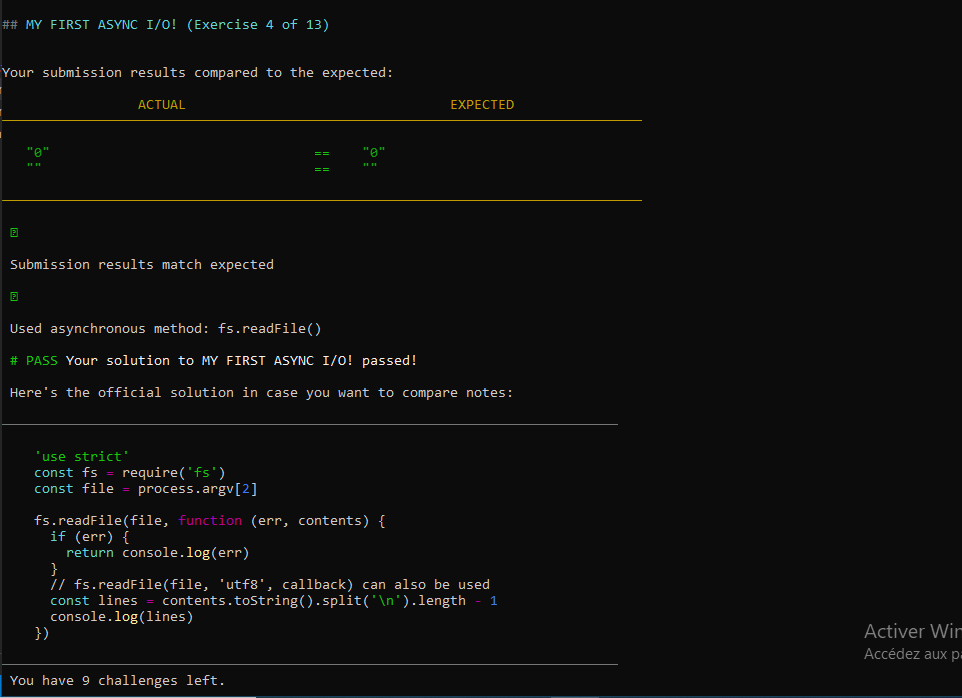 ## MY FIRST ASYNC I/O! (Exercise 4 of 13)
Your submission results compared to the expected:
ACTUAL EXPECTED
"0" == "0"
"" == ""
Submission results match expected
Used asynchronous method: fs.readFile()
# PASS Your solution to MY FIRST ASYNC I/O! passed!
Here's the official solution in case you want to compare notes:
'use strict'
const fs = require('fs')
const file = process.argv[2]
fs.readFile(file, function (err, contents) {
if (err) {
return console.log(err)
}
// fs.readFile(file, 'utf8', callback) can also be used
const lines = contents.toString().split('\n').length - 1
console.log(lines)
})
Activer Win
Accédez aux pa
You have 9 challenges left.